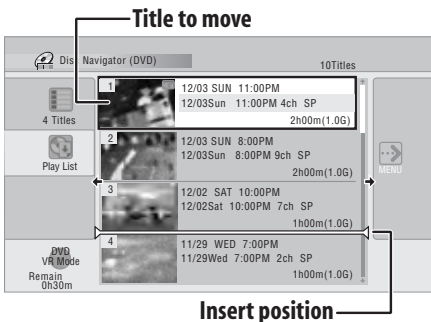 Title to move
Disc Navigator (DVD)
10Titles
4 Titles
Play List
DVD
VR Mode
Remain
0h30m
1
12/03 SUN 11:00PM
12/03Sun 11:00PM 4ch SP
2h00m(1.0G)
2
12/03 SUN 8:00PM
12/03Sun 8:00PM 9ch SP
2h00m(1.0G)
3
12/02 SAT 10:00PM
12/02Sat 10:00PM 7ch SP
1h00m(1.0G)
4
11/29 WED 7:00PM
11/29Wed 7:00PM 2ch SP
1h00m(1.0G)
MENU
Insert position